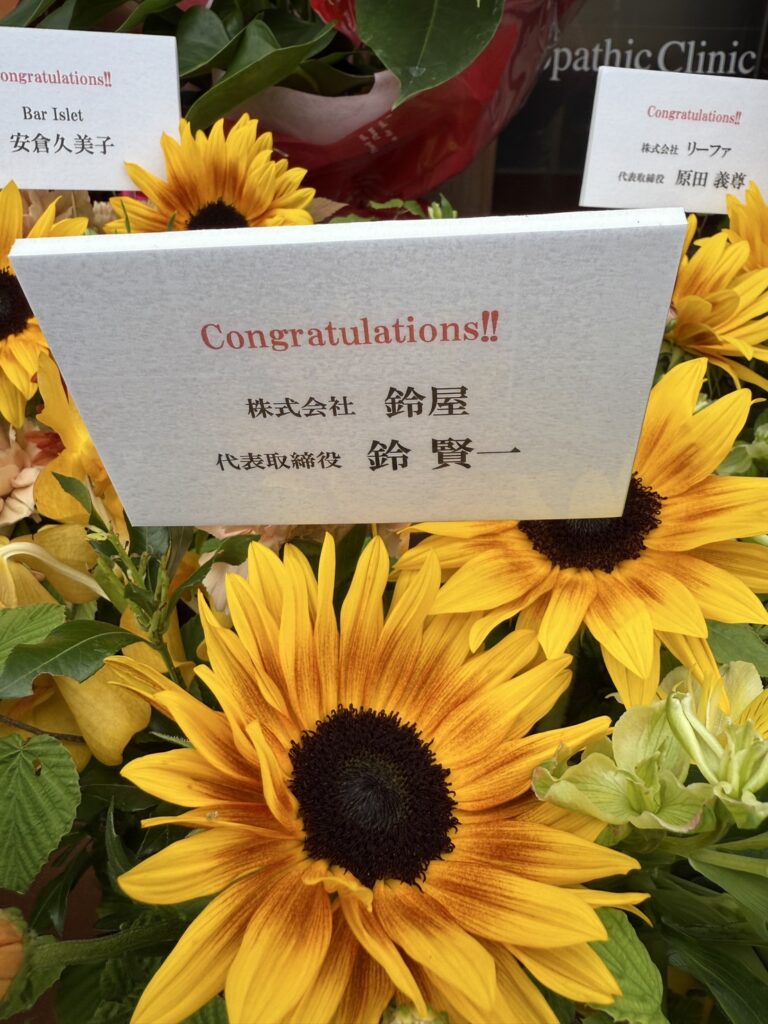 ongratulations!!
Bar Islet
安倉久美子
pathic Clinic
Congratulations!!
株式会社 リーファ
代表取締役 原田 義尊
Congratulations!!
株式会社 鈴屋
代表取締役 鈴 賢一